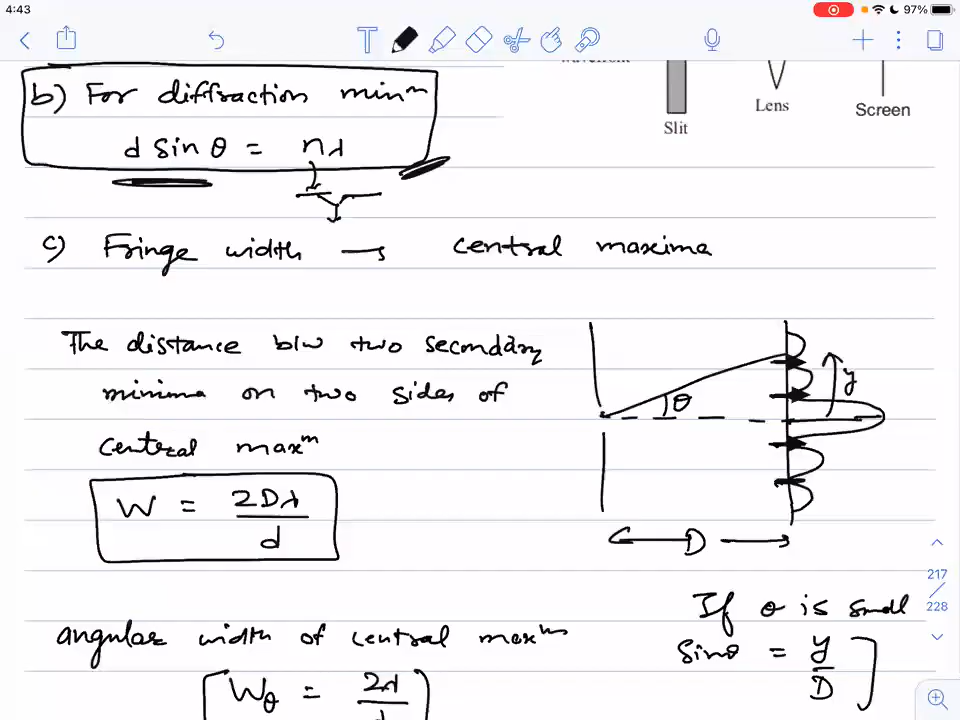 4:43
97%
T
b) For diffraction minᵐ
d sin θ = nλ
Slit
Lens
Screen
c) Fringe width → central maxima
The distance b/w two secondary
minima on two sides of
central maxᵐ
W = 2Dλ / d
θ
y
D
217
/
228
If θ is small
sinθ = y / D
angular width of central maxᵐ
Wθ = 2λ / d